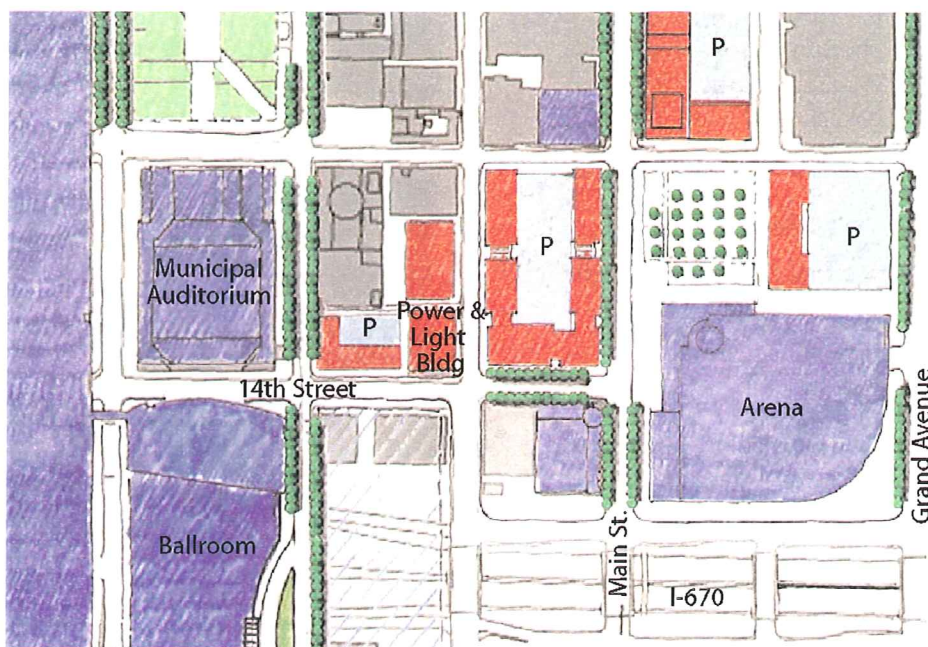 P
P
P
Municipal
Auditorium
P
Power &
Light
Bldg
14th Street
Arena
Grand Avenue
Ballroom
Main St.
I-670